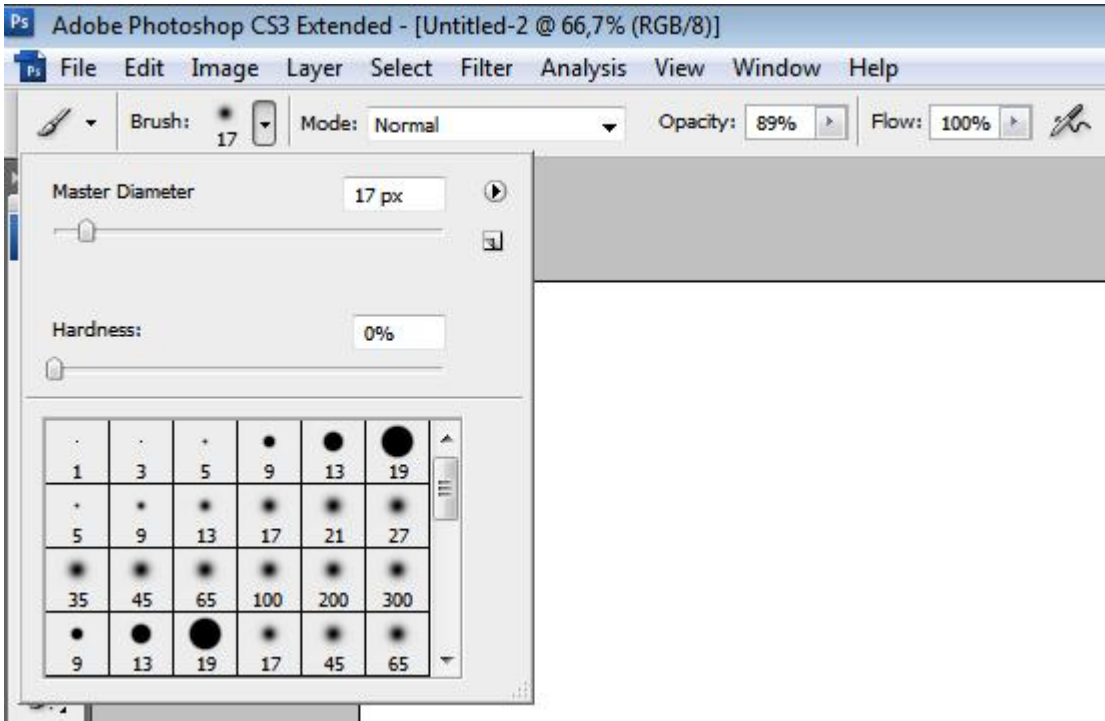 Ps Adobe Photoshop CS3 Extended - [Untitled-2 @ 66,7% (RGB/8)]
Ps File Edit Image Layer Select Filter Analysis View Window Help
Brush: 17 Mode: Normal Opacity: 89% Flow: 100%
Master Diameter 17 px
Hardness: 0%
1 3 5 9 13 19
5 9 13 17 21 27
35 45 65 100 200 300
9 13 19 17 45 65